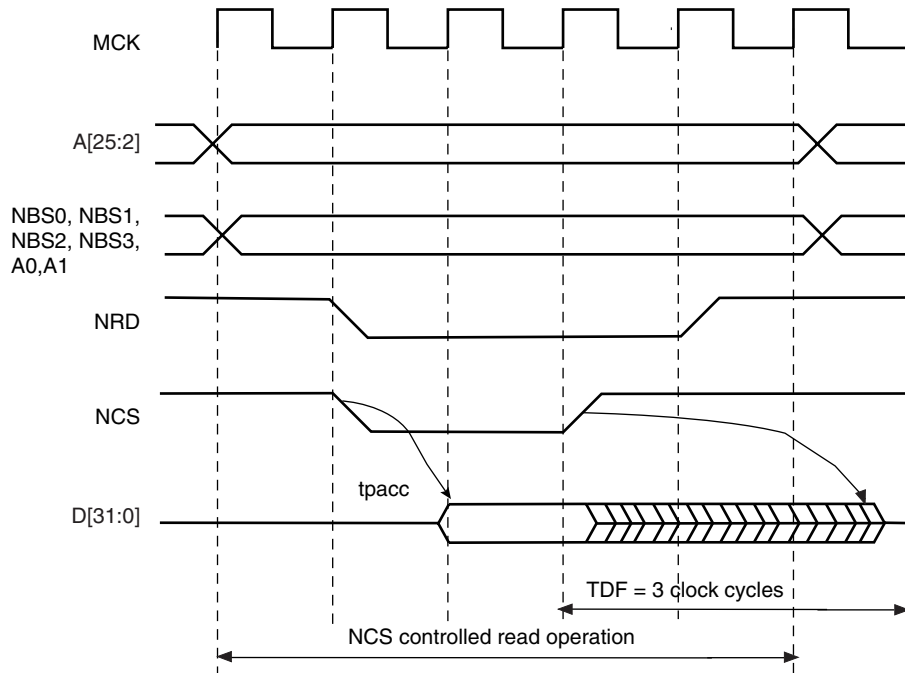 MCK
A[25:2]
NBS0, NBS1,
NBS2, NBS3,
A0,A1
NRD
NCS
tpacc
D[31:0]
TDF = 3 clock cycles
NCS controlled read operation